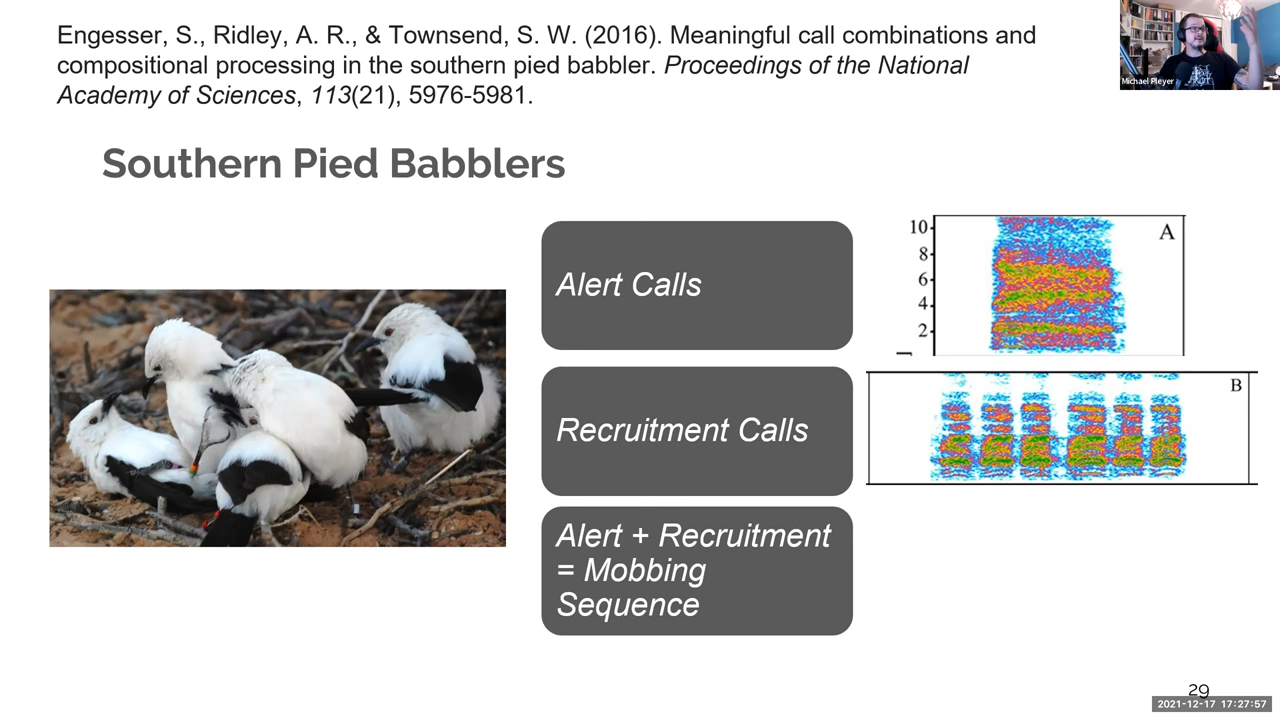 Engesser, S., Ridley, A. R., & Townsend, S. W. (2016). Meaningful call combinations and
compositional processing in the southern pied babbler. Proceedings of the National
Academy of Sciences, 113(21), 5976-5981.
Michael Pleyer
Southern Pied Babblers
Alert Calls
10
8
6
4
2
A
Recruitment Calls
B
Alert + Recruitment
= Mobbing
Sequence
29
2021-12-17 17:27:57